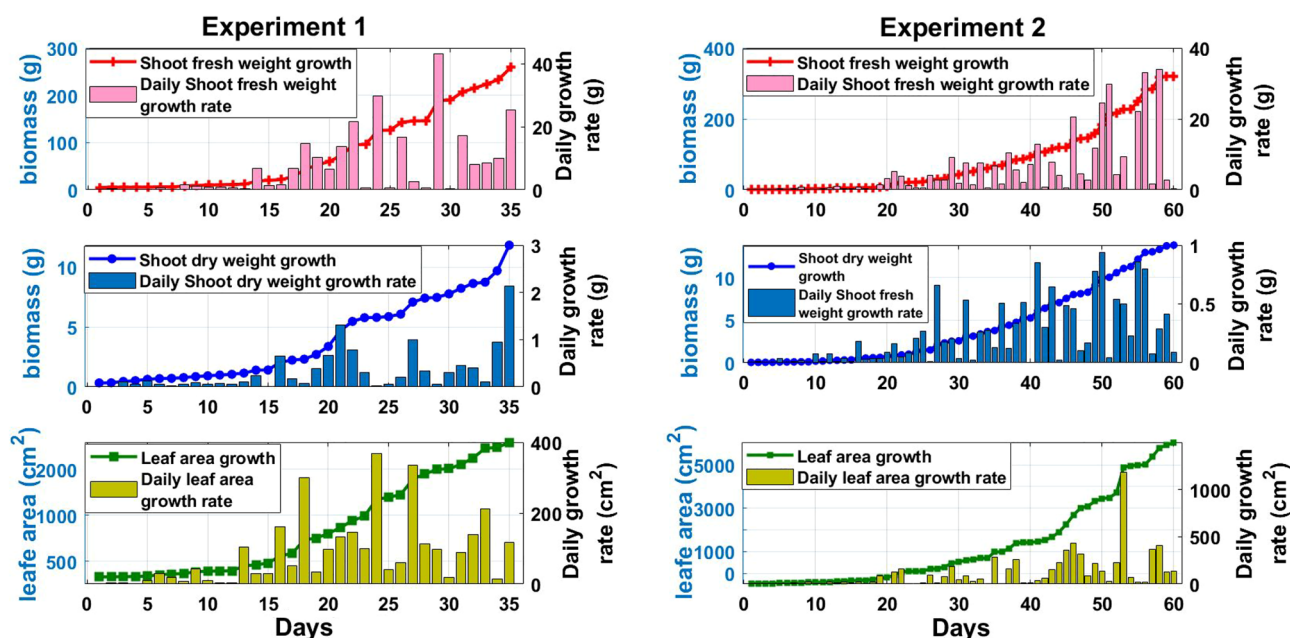 Experiment 1
biomass (g)
300
200
100
0
Shoot fresh weight growth
Daily Shoot fresh weight
growth rate
40
20
0
Daily growth
rate (g)
0 5 10 15 20 25 30 35
biomass (g)
10
5
0
Shoot dry weight growth
Daily Shoot dry weight growth rate
3
2
1
0
Daily growth
rate (g)
0 5 10 15 20 25 30 35
leafe area (cm²)
2000
1000
500
Leaf area growth
Daily leaf area
growth rate
400
200
0
Daily growth
rate (cm²)
0 5 10 15 20 25 30 35
Days
Experiment 2
biomass (g)
400
200
0
Shoot fresh weight growth
Daily Shoot fresh weight growth rate
40
20
0
Daily growth
rate (g)
0 10 20 30 40 50 60
biomass (g)
10
5
0
Shoot dry weight
growth
Daily Shoot fresh
weight growth rate
1
0.5
0
Daily growth
rate (g)
0 10 20 30 40 50 60
leafe area (cm²)
5000
3000
1000
0
Leaf area growth
Daily leaf area growth rate
1000
500
0
Daily growth
rate (cm²)
0 10 20 30 40 50 60
Days